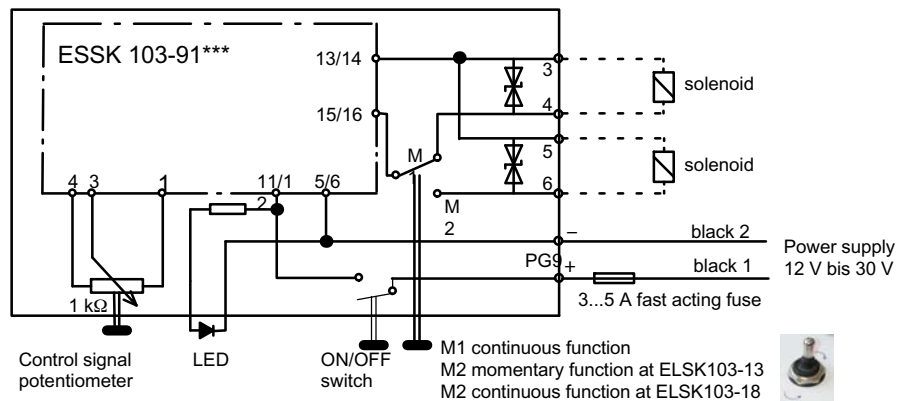 ESSK 103-91***
13/14
15/16
3
4
5
6
solenoid
solenoid
M
M
2
4 3 1 11/1 5/6
2
1 kΩ
−
black 2
PG9
+
black 1
Power supply
12 V bis 30 V
3...5 A fast acting fuse
Control signal
potentiometer
LED
ON/OFF
switch
M1 continuous function
M2 momentary function at ELSK103-13
M2 continuous function at ELSK103-18